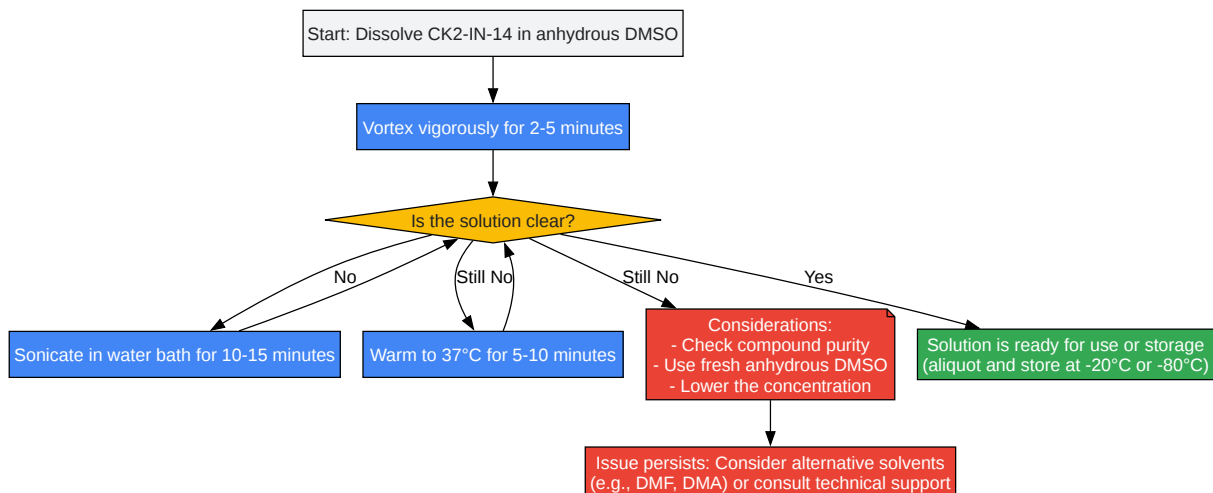 Start: Dissolve CK2-IN-14 in anhydrous DMSO
Vortex vigorously for 2-5 minutes
Is the solution clear?
No
Still No
Still No
Yes
Sonicate in water bath for 10-15 minutes
Warm to 37°C for 5-10 minutes
Considerations:
- Check compound purity
- Use fresh anhydrous DMSO
- Lower the concentration
Solution is ready for use or storage
(aliquot and store at -20°C or -80°C)
Issue persists: Consider alternative solvents
(e.g., DMF, DMA) or consult technical support